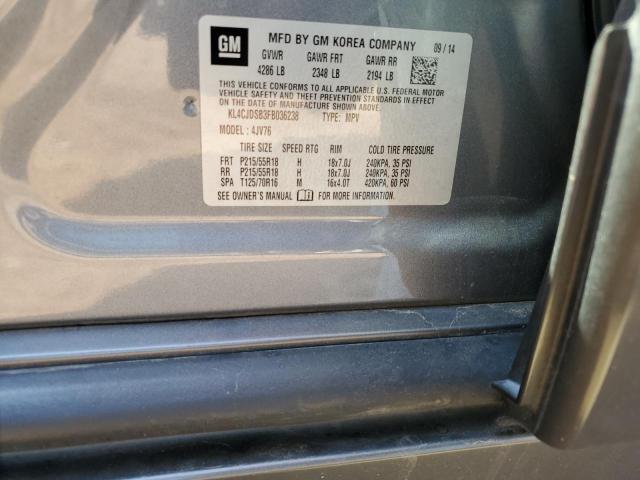 GM MFD BY GM KOREA COMPANY 09/14
GVWR GAWR FRT GAWR RR
4286 LB 2348 LB 2194 LB
THIS VEHICLE CONFORMS TO ALL APPLICABLE U.S. FEDERAL MOTOR
VEHICLE SAFETY AND THEFT PREVENTION STANDARDS IN EFFECT
ON THE DATE OF MANUFACTURE SHOWN ABOVE.
KL4CJDSB3FB036238 TYPE: MPV
MODEL: 4JV76
TIRE SIZE SPEED RTG RIM COLD TIRE PRESSURE
FRT P215/55R18 H 18x7.0J 240KPA, 35 PSI
RR P215/55R18 H 18x7.0J 240KPA, 35 PSI
SPA T125/70R16 M 16x4.0T 420KPA, 60 PSI
SEE OWNER'S MANUAL FOR MORE INFORMATION.